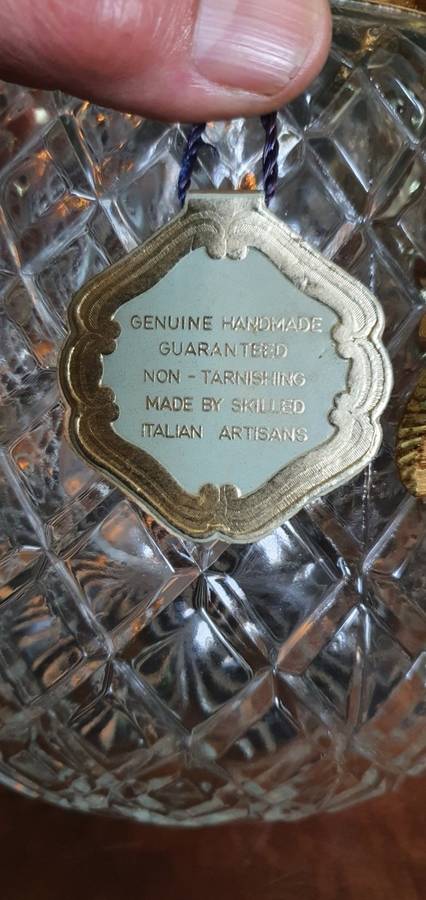 GENUINE HANDMADE
GUARANTEED
NON - TARNISHING
MADE BY SKILLED
ITALIAN ARTISANS